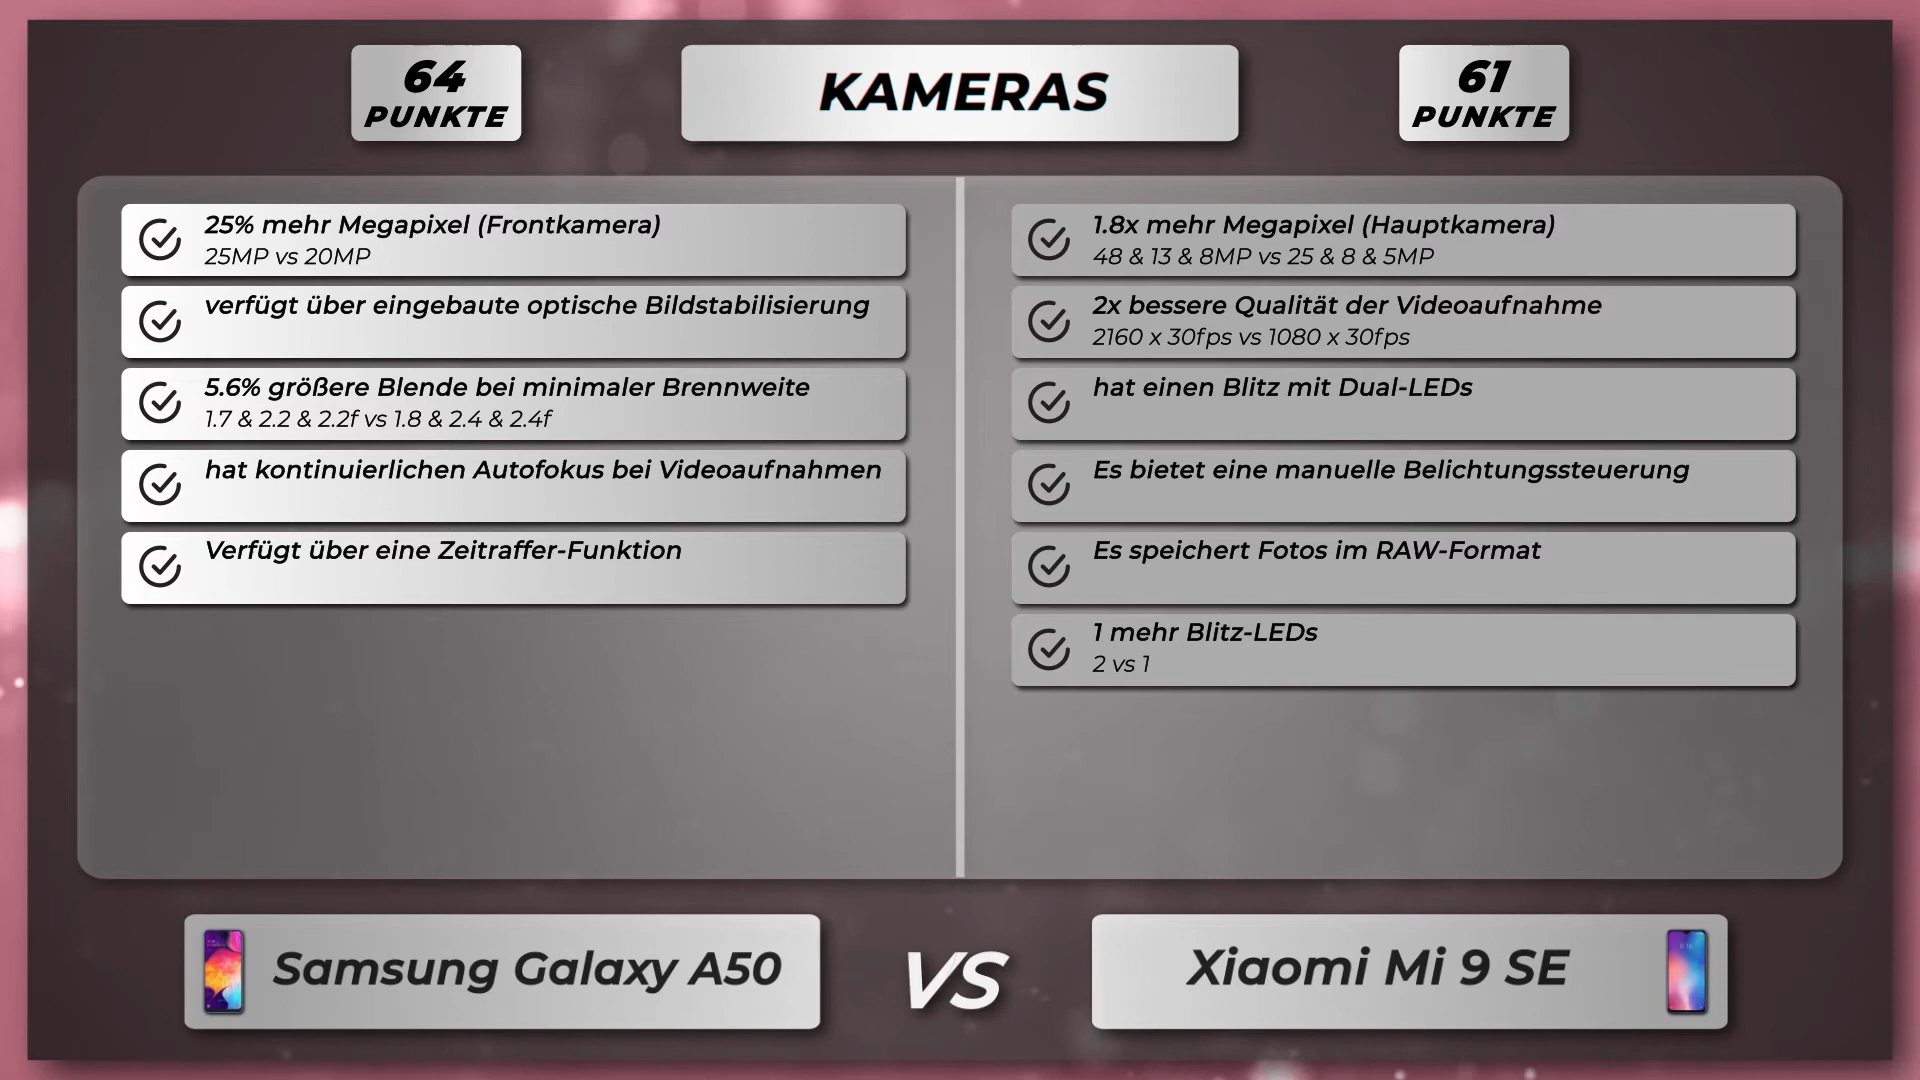 64
PUNKTE
KAMERAS
61
PUNKTE
25% mehr Megapixel (Frontkamera)
25MP vs 20MP
verfügt über eingebaute optische Bildstabilisierung
5.6% größere Blende bei minimaler Brennweite
1.7 & 2.2 & 2.2f vs 1.8 & 2.4 & 2.4f
hat kontinuierlichen Autofokus bei Videoaufnahmen
Verfügt über eine Zeitraffer-Funktion
1.8x mehr Megapixel (Hauptkamera)
48 & 13 & 8MP vs 25 & 8 & 5MP
2x bessere Qualität der Videoaufnahme
2160 x 30fps vs 1080 x 30fps
hat einen Blitz mit Dual-LEDs
Es bietet eine manuelle Belichtungssteuerung
Es speichert Fotos im RAW-Format
1 mehr Blitz-LEDs
2 vs 1
Samsung Galaxy A50
VS
Xiaomi Mi 9 SE